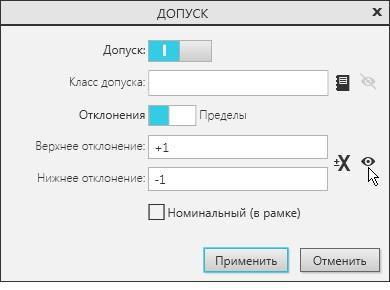 ДОПУСК
Допуск:
Класс допуска:
Отклонения Пределы
Верхнее отклонение: +1
±X
Нижнее отклонение: -1
Номинальный (в рамке)
Применить Отменить